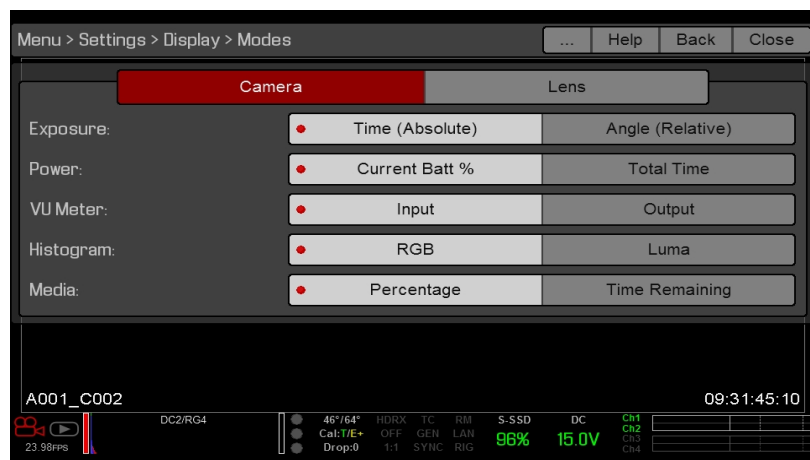 Menu > Settings > Display > Modes ... Help Back Close
Camera Lens
Exposure: Time (Absolute) Angle (Relative)
Power: Current Batt % Total Time
VU Meter: Input Output
Histogram: RGB Luma
Media: Percentage Time Remaining
A001_C002 09:31:45:10
DC2/RG4 46°/64° HDRX TC RM S-SSD DC Ch1
Cal:T/E+ OFF GEN LAN 96% 15.0V Ch2
23.98FPS Drop:0 1:1 SYNC RIG Ch3
Ch4